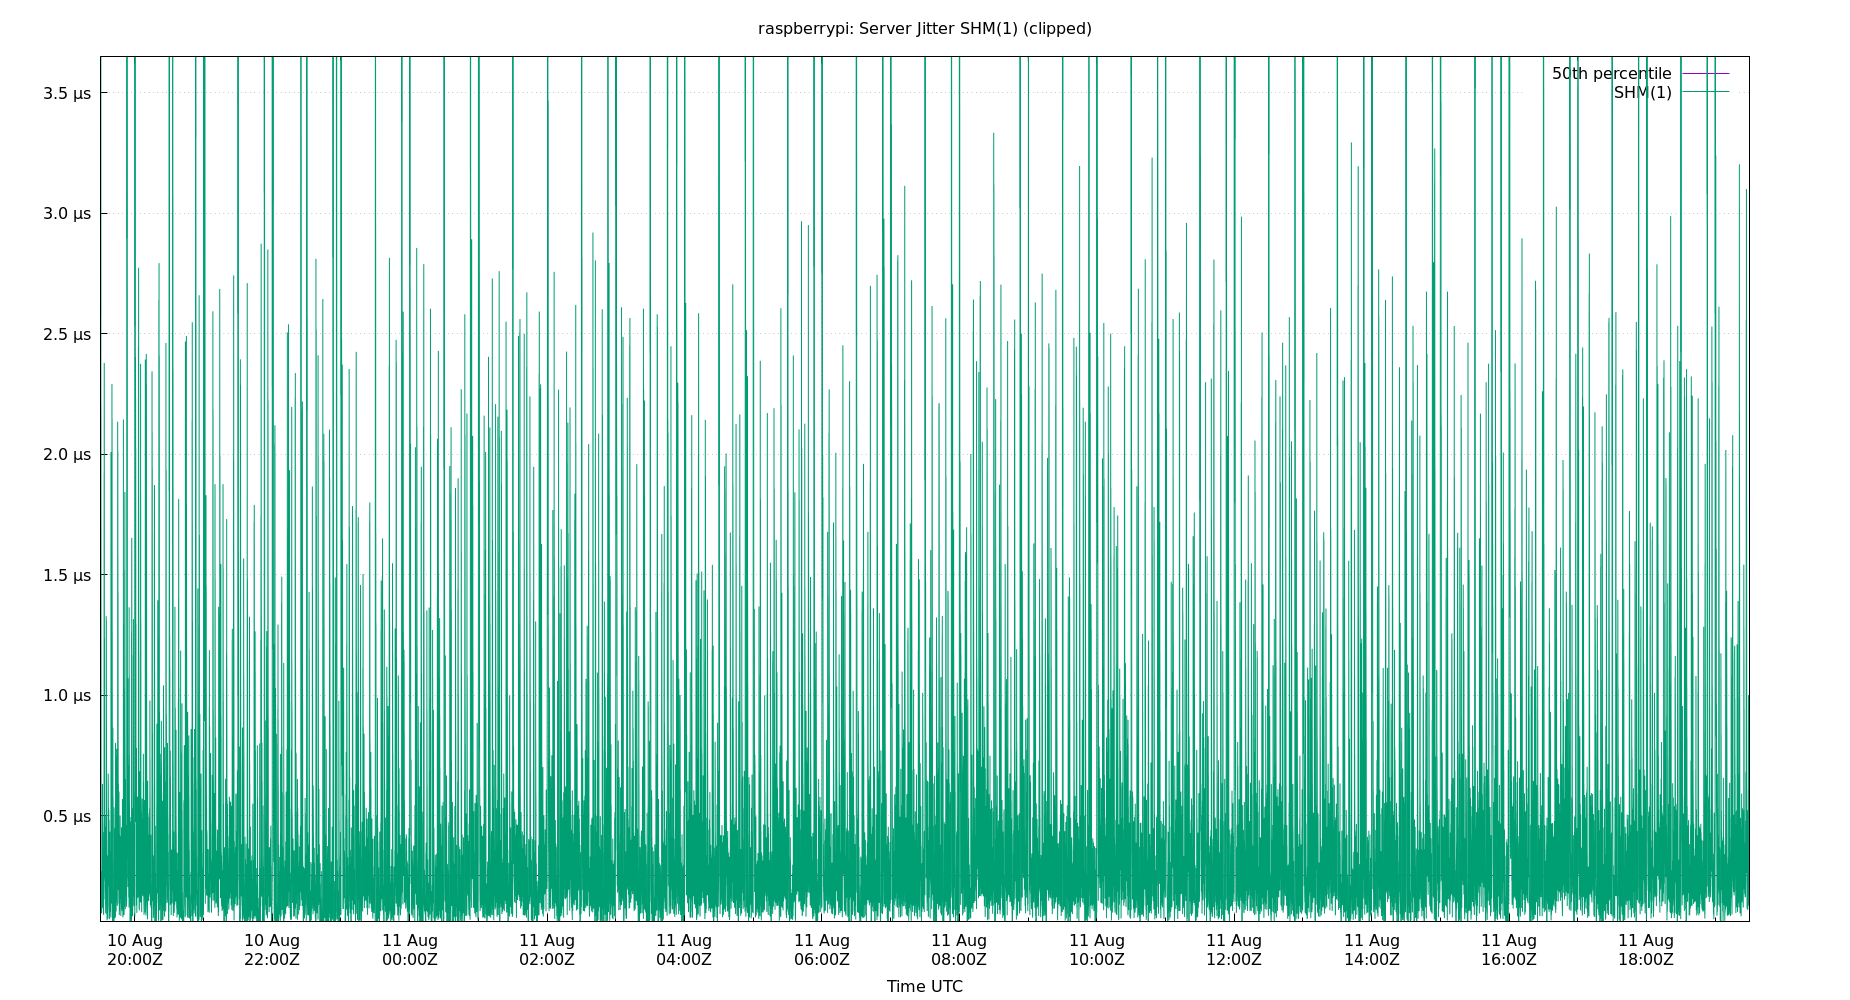 raspberrypi: Server Jitter SHM(1) (clipped)
50th percentile
SHM(1)
3.5 μs
3.0 μs
2.5 μs
2.0 μs
1.5 μs
1.0 μs
0.5 μs
10 Aug 10 Aug 11 Aug 11 Aug 11 Aug 11 Aug 11 Aug 11 Aug 11 Aug 11 Aug 11 Aug 11 Aug
20:00Z 22:00Z 00:00Z 02:00Z 04:00Z 06:00Z 08:00Z 10:00Z 12:00Z 14:00Z 16:00Z 18:00Z
Time UTC